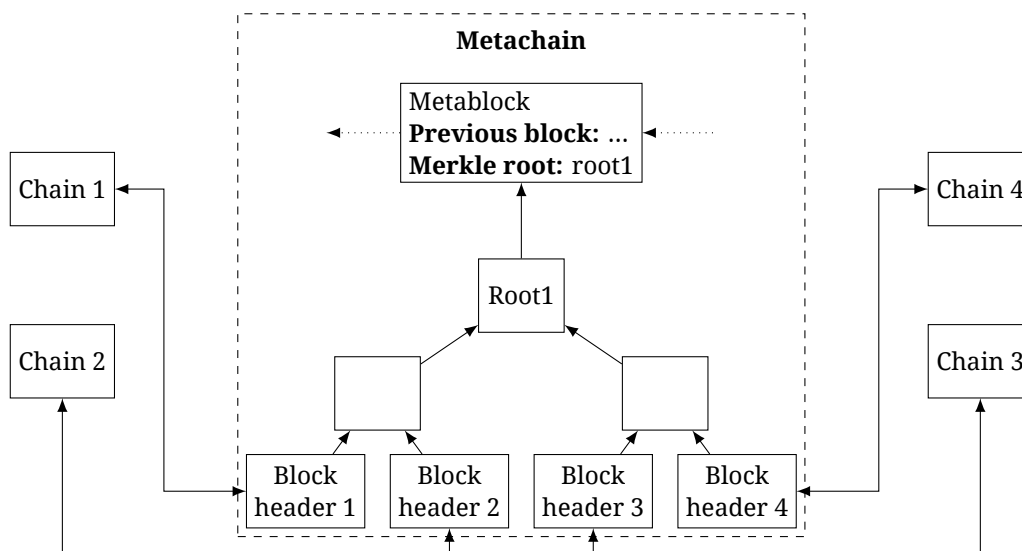 Metachain
Metablock
Previous block: ...
Merkle root: root1
Chain 1
Chain 4
Root1
Chain 2
Chain 3
Block
header 1
Block
header 2
Block
header 3
Block
header 4